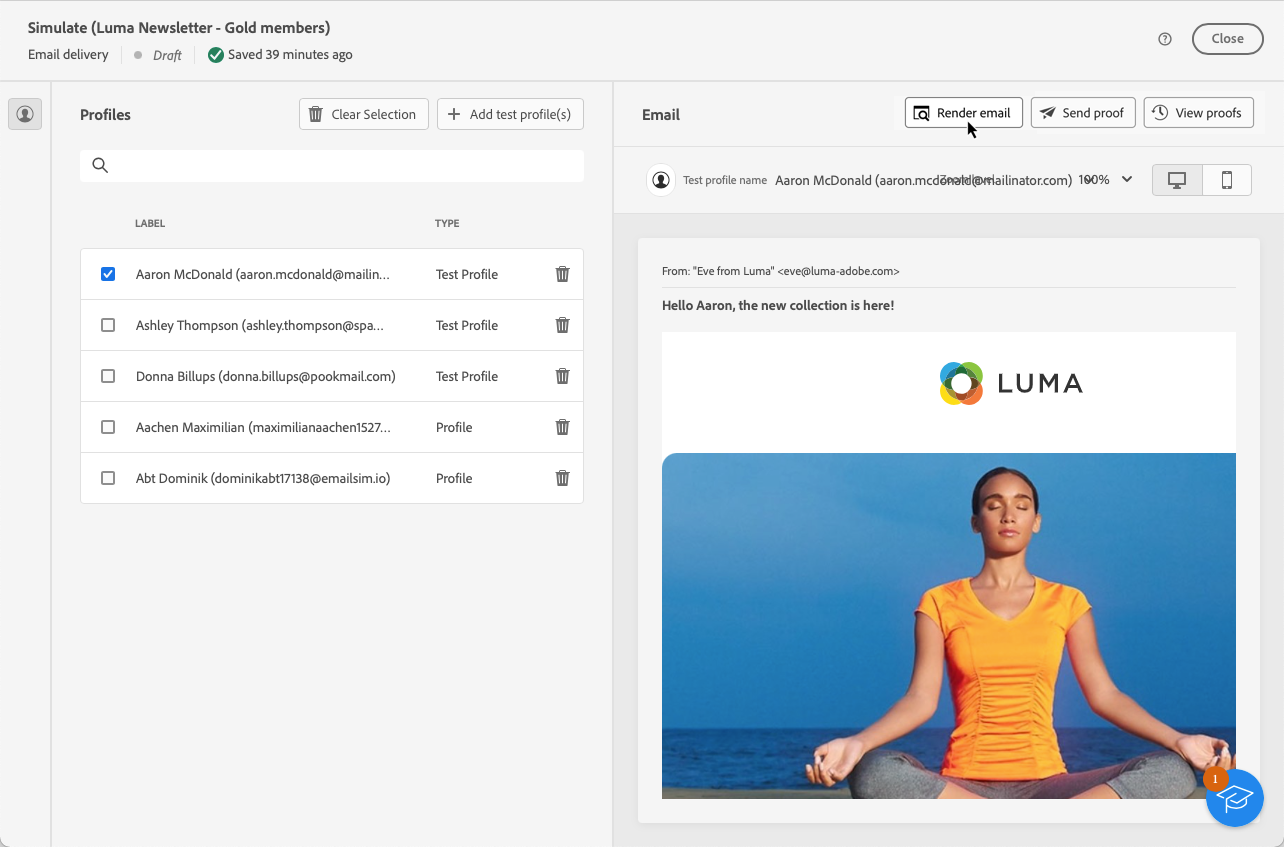 Simulate (Luma Newsletter - Gold members)
Email delivery Draft Saved 39 minutes ago
Close
Profiles
Clear Selection
Add test profile(s)
LABEL TYPE
Aaron McDonald (aaron.mcdonald@mailin... Test Profile
Ashley Thompson (ashley.thompson@spa... Test Profile
Donna Billups (donna.billups@pookmail.com) Test Profile
Aachen Maximilian (maximilianaachen1527... Profile
Abt Dominik (dominikabt17138@emailsim.io) Profile
Email
Render email
Send proof
View proofs
Test profile name Aaron McDonald (aaron.mcdonald@mailinator.com) 100%
From: "Eve from Luma" <eve@luma-adobe.com>
Hello Aaron, the new collection is here!
LUMA
1